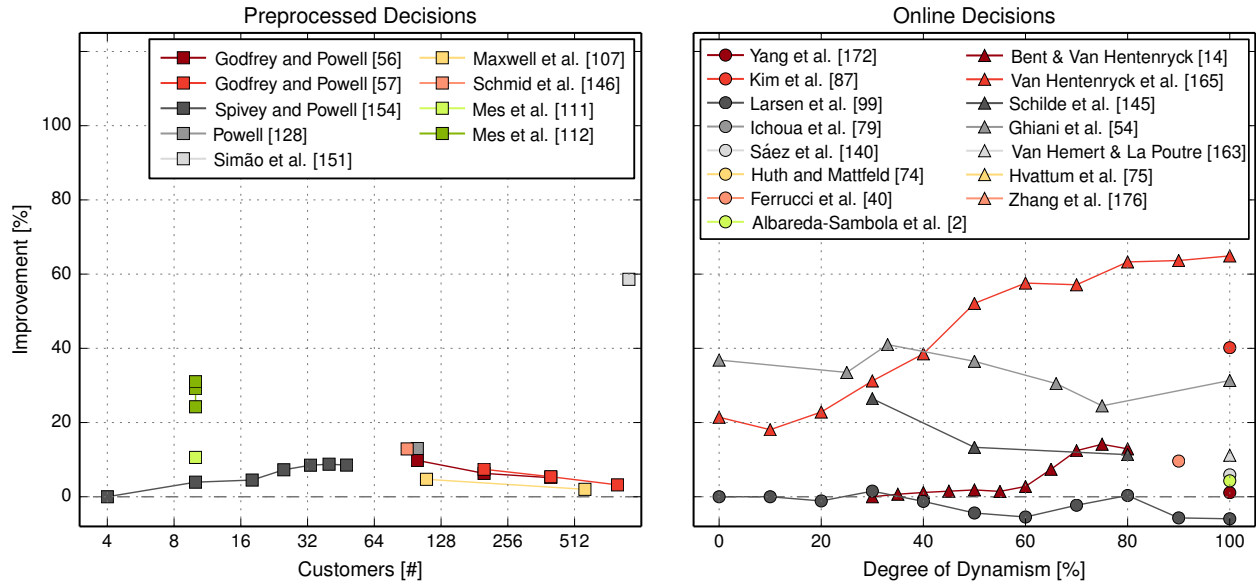 Preprocessed Decisions
Improvement [%]
100
80
60
40
20
0
Godfrey and Powell [56]
Godfrey and Powell [57]
Spivey and Powell [154]
Powell [128]
Simão et al. [151]
Maxwell et al. [107]
Schmid et al. [146]
Mes et al. [111]
Mes et al. [112]
4 8 16 32 64 128 256 512
Customers [#]
Online Decisions
Yang et al. [172]
Kim et al. [87]
Larsen et al. [99]
Ichoua et al. [79]
Sáez et al. [140]
Huth and Mattfeld [74]
Ferrucci et al. [40]
Albareda-Sambola et al. [2]
Bent & Van Hentenryck [14]
Van Hentenryck et al. [165]
Schilde et al. [145]
Ghiani et al. [54]
Van Hemert & La Poutre [163]
Hvattum et al. [75]
Zhang et al. [176]
0 20 40 60 80 100
Degree of Dynamism [%]